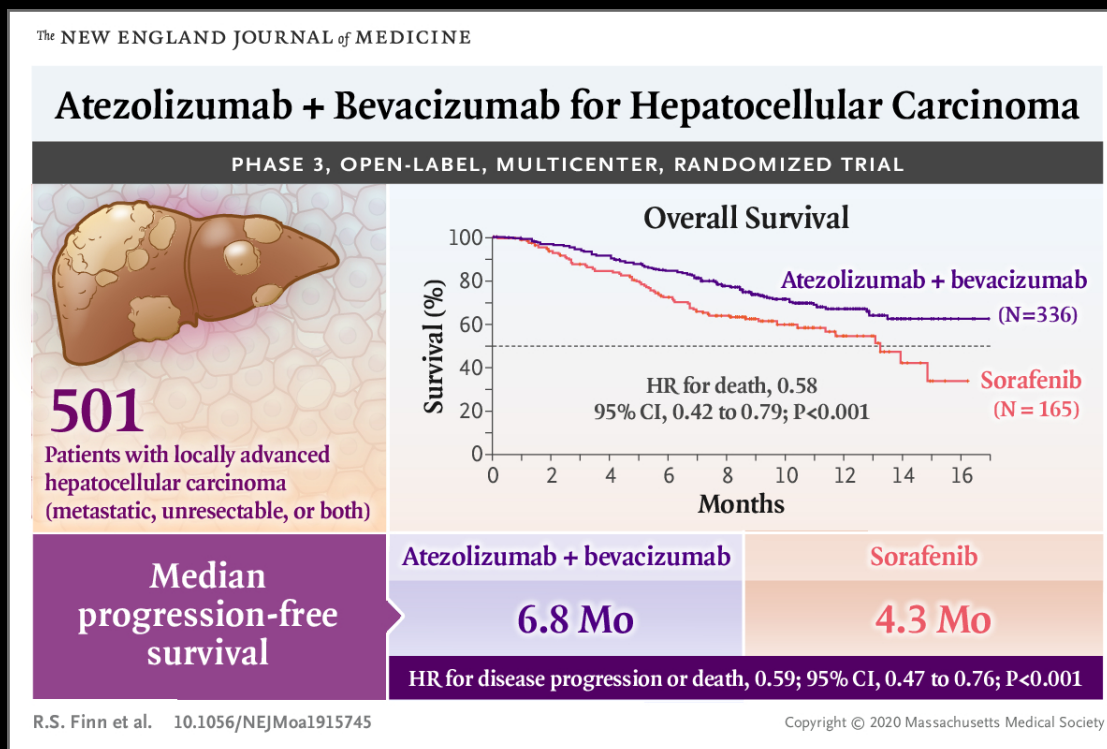 The NEW ENGLAND JOURNAL of MEDICINE
Atezolizumab + Bevacizumab for Hepatocellular Carcinoma
PHASE 3, OPEN-LABEL, MULTICENTER, RANDOMIZED TRIAL
501
Patients with locally advanced
hepatocellular carcinoma
(metastatic, unresectable, or both)
Overall Survival
Survival (%)
100
80
60
40
20
0
Atezolizumab + bevacizumab
(N=336)
Sorafenib
(N = 165)
HR for death, 0.58
95% CI, 0.42 to 0.79; P<0.001
0 2 4 6 8 10 12 14 16
Months
Median
progression-free
survival
Atezolizumab + bevacizumab
6.8 Mo
Sorafenib
4.3 Mo
HR for disease progression or death, 0.59; 95% CI, 0.47 to 0.76; P<0.001
R.S. Finn et al. 10.1056/NEJMoa1915745
Copyright © 2020 Massachusetts Medical Society